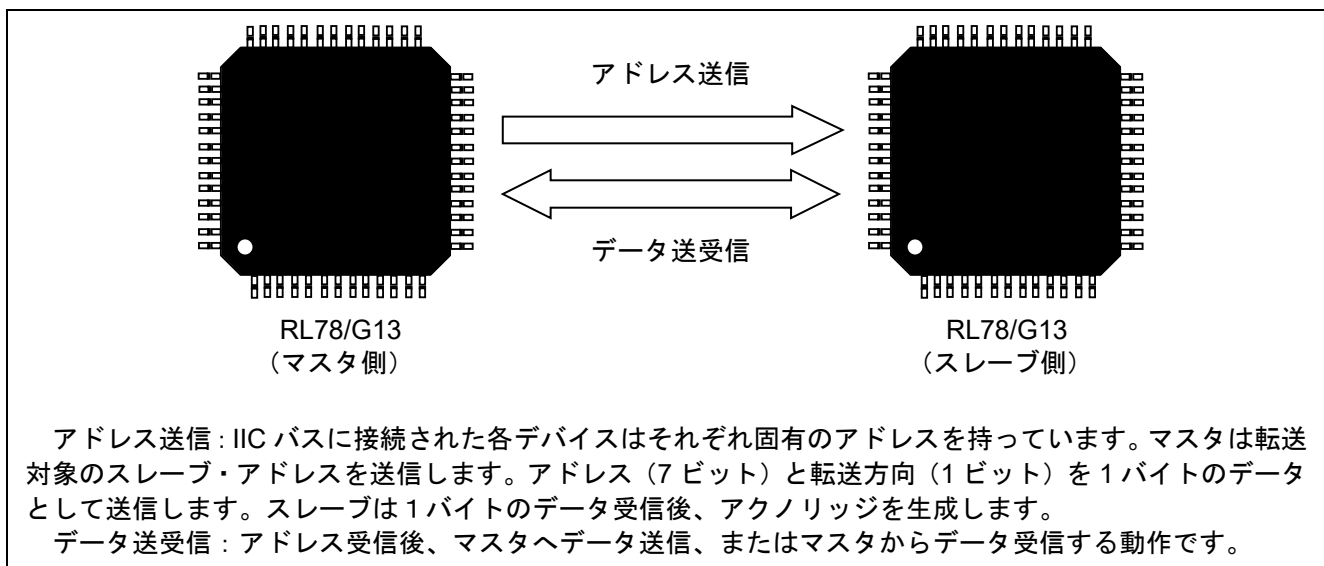 アドレス送信
データ送受信
RL78/G13
（マスタ側）
RL78/G13
（スレーブ側）
アドレス送信：IIC バスに接続された各デバイスはそれぞれ固有のアドレスを持っています。マスタは転送
対象のスレーブ・アドレスを送信します。アドレス（7 ビット）と転送方向（1 ビット）を 1 バイトのデータ
として送信します。スレーブは 1 バイトのデータ受信後、アクノリッジを生成します。
データ送受信：アドレス受信後、マスタへデータ送信、またはマスタからデータ受信する動作です。